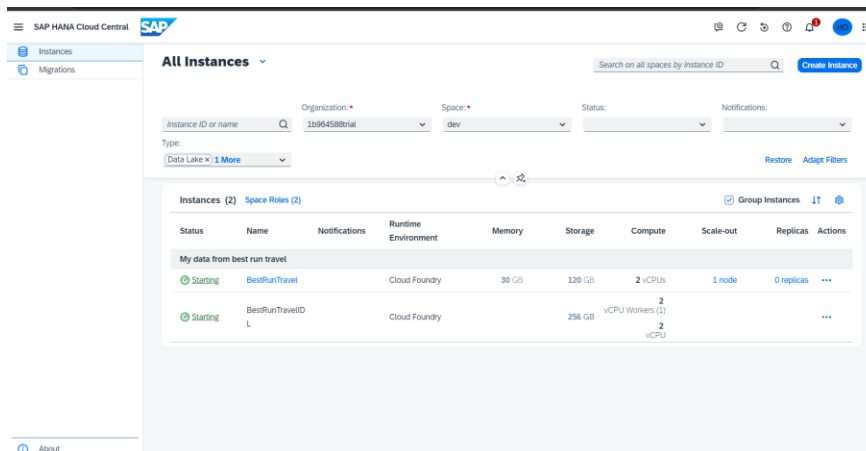 SAP HANA Cloud Central SAP
1
HO
Instances
Migrations
All Instances
Search on all spaces by instance ID
Create Instance
Organization:* Space:* Status: Notifications:
Instance ID or name 1b964588trial dev
Type:
Data Lake × 1 More
Restore Adapt Filters
Instances (2) Space Roles (2) Group Instances
Status Name Notifications Runtime Environment Memory Storage Compute Scale-out Replicas Actions
My data from best run travel
Starting BestRunTravel Cloud Foundry 30 GB 120 GB 2 vCPUs 1 node 0 replicas ...
Starting BestRunTravelID
L
Cloud Foundry 256 GB
2
vCPU Workers (1)
2
vCPU
...
About